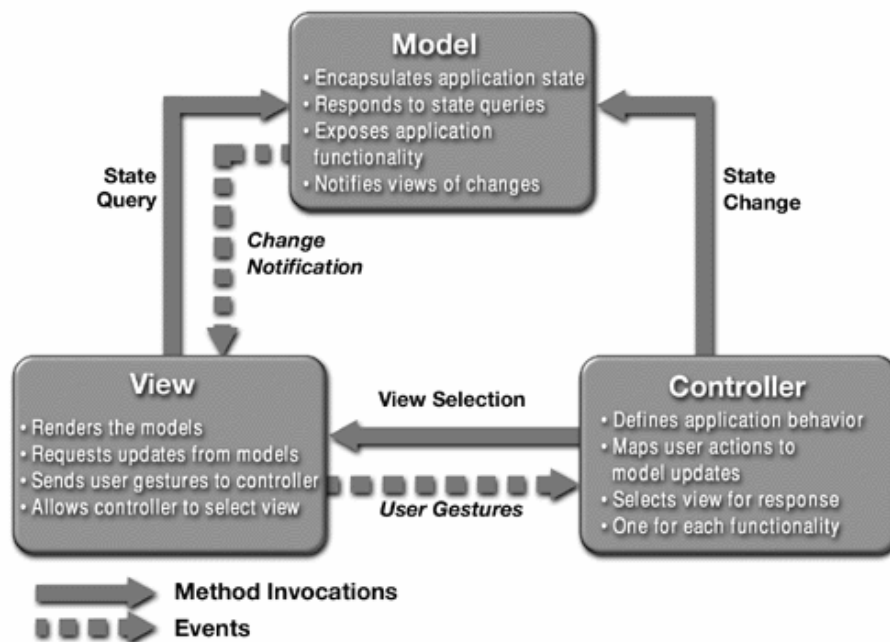 Model
• Encapsulates application state
• Responds to state queries
• Exposes application
functionality
• Notifies views of changes
State
Query
State
Change
Change
Notification
View
• Renders the models
• Requests updates from models
• Sends user gestures to controller
• Allows controller to select view
View Selection
User Gestures
Controller
• Defines application behavior
• Maps user actions to
model updates
• Selects view for response
• One for each functionality
Method Invocations
Events